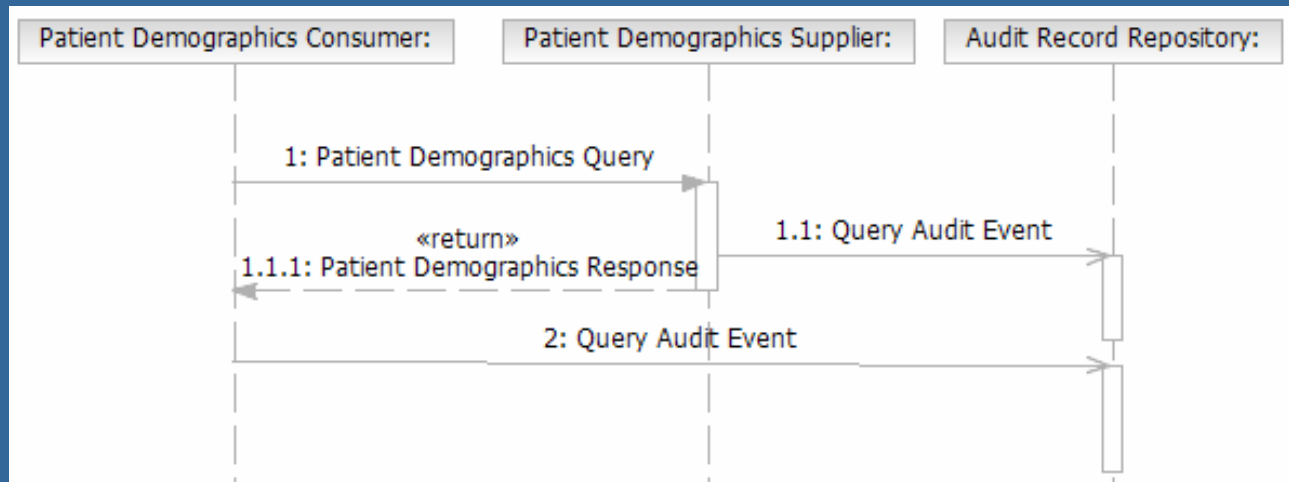 Patient Demographics Consumer:
Patient Demographics Supplier:
Audit Record Repository:
1: Patient Demographics Query
1.1: Query Audit Event
«return»
1.1.1: Patient Demographics Response
2: Query Audit Event